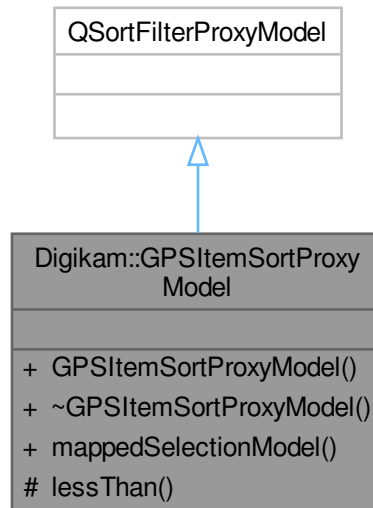 QSortFilterProxyModel
Digikam::GPSItemSortProxy
Model
+ GPSItemSortProxyModel()
+ ~GPSItemSortProxyModel()
+ mappedSelectionModel()
# lessThan()